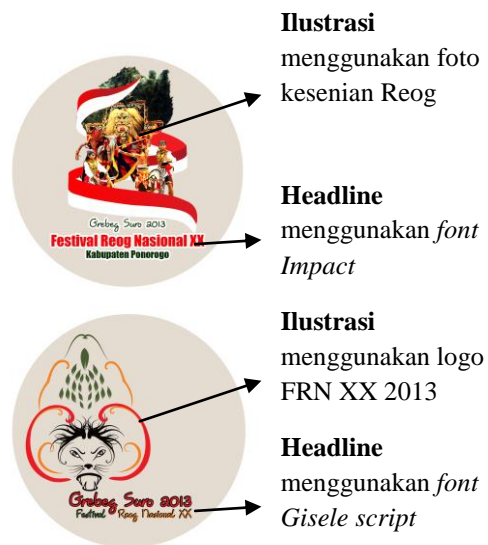 Ilustrasi
menggunakan foto
kesenian Reog
Grebeg Suro 2013
Festival Reog Nasional XX
Kabupaten Ponorogo
Headline
menggunakan font
Impact
Ilustrasi
menggunakan logo
FRN XX 2013
Grebeg Suro 2013
Festival Reog Nasional XX
Headline
menggunakan font
Gisele script